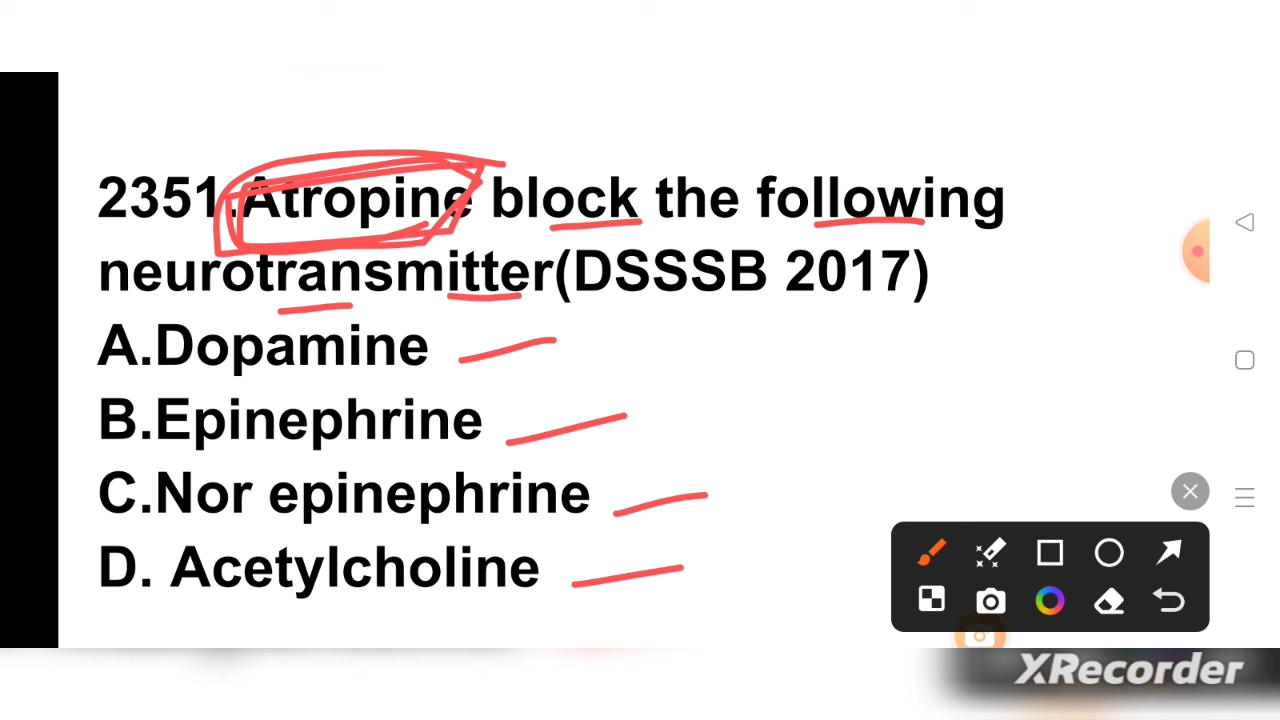 2351.Atropine block the following
neurotransmitter(DSSSB 2017)
A.Dopamine
B.Epinephrine
C.Nor epinephrine
D. Acetylcholine
XRecorder